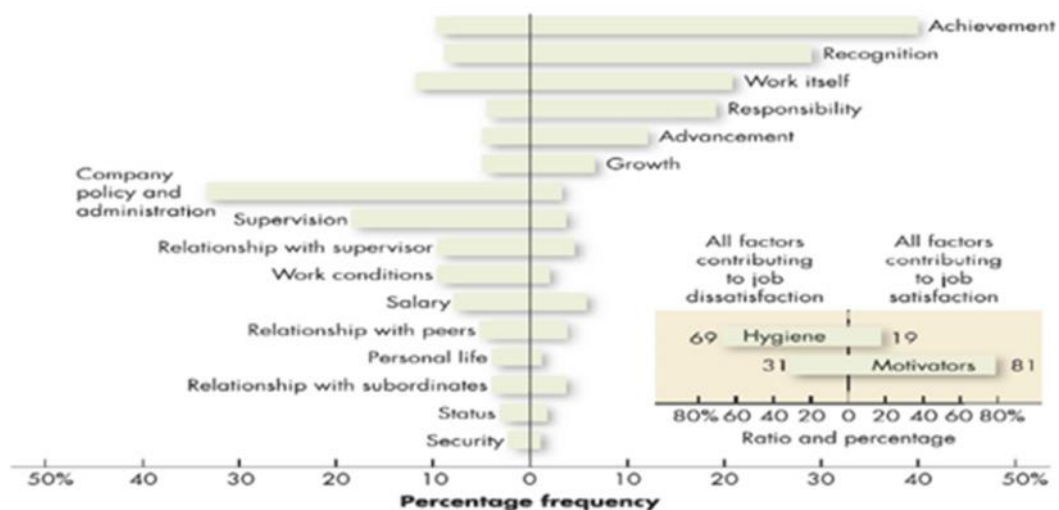 Achievement
Recognition
Work itself
Responsibility
Advancement
Growth
Company
policy and
administration
Supervision
Relationship with supervisor
Work conditions
Salary
Relationship with peers
Personal life
Relationship with subordinates
Status
Security
All factors
contributing
to job
dissatisfaction
All factors
contributing
to job
satisfaction
69 Hygiene 19
31 Motivators 81
80% 60 40 20 0 20 40 60 80%
Ratio and percentage
50% 40 30 20 10 0 10 20 30 40 50%
Percentage frequency